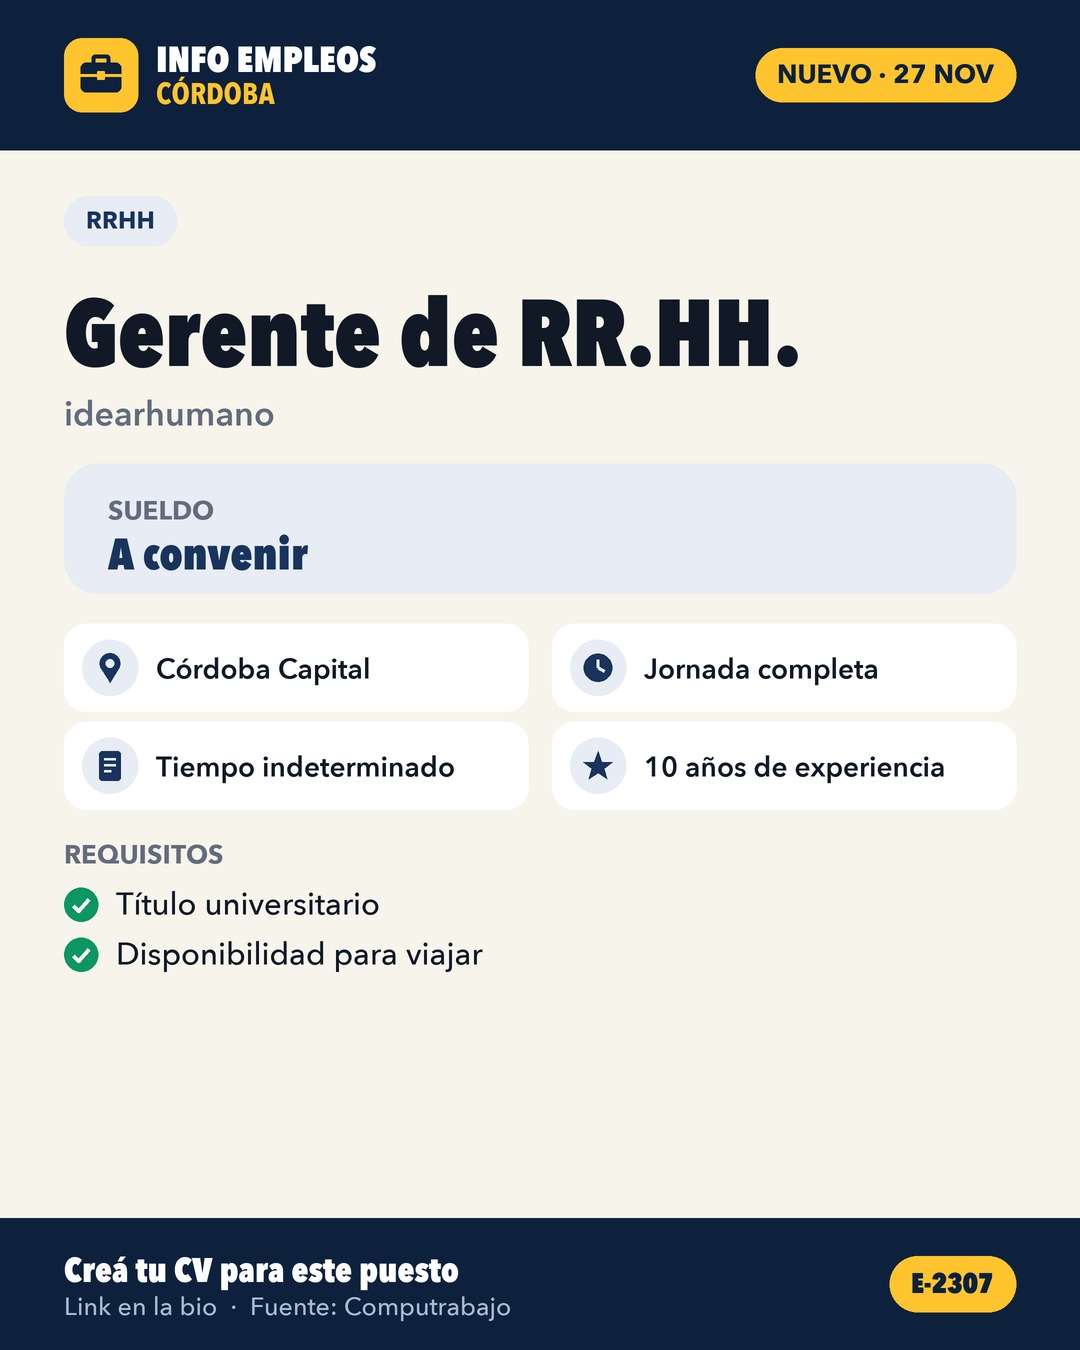 INFO EMPLEOS
CÓRDOBA
NUEVO · 27 NOV
RRHH
Gerente de RR.HH.
idearhumano
SUELDO
A convenir
Córdoba Capital
Jornada completa
Tiempo indeterminado
10 años de experiencia
REQUISITOS
Título universitario
Disponibilidad para viajar
Creá tu CV para este puesto
Link en la bio · Fuente: Computrabajo
E-2307